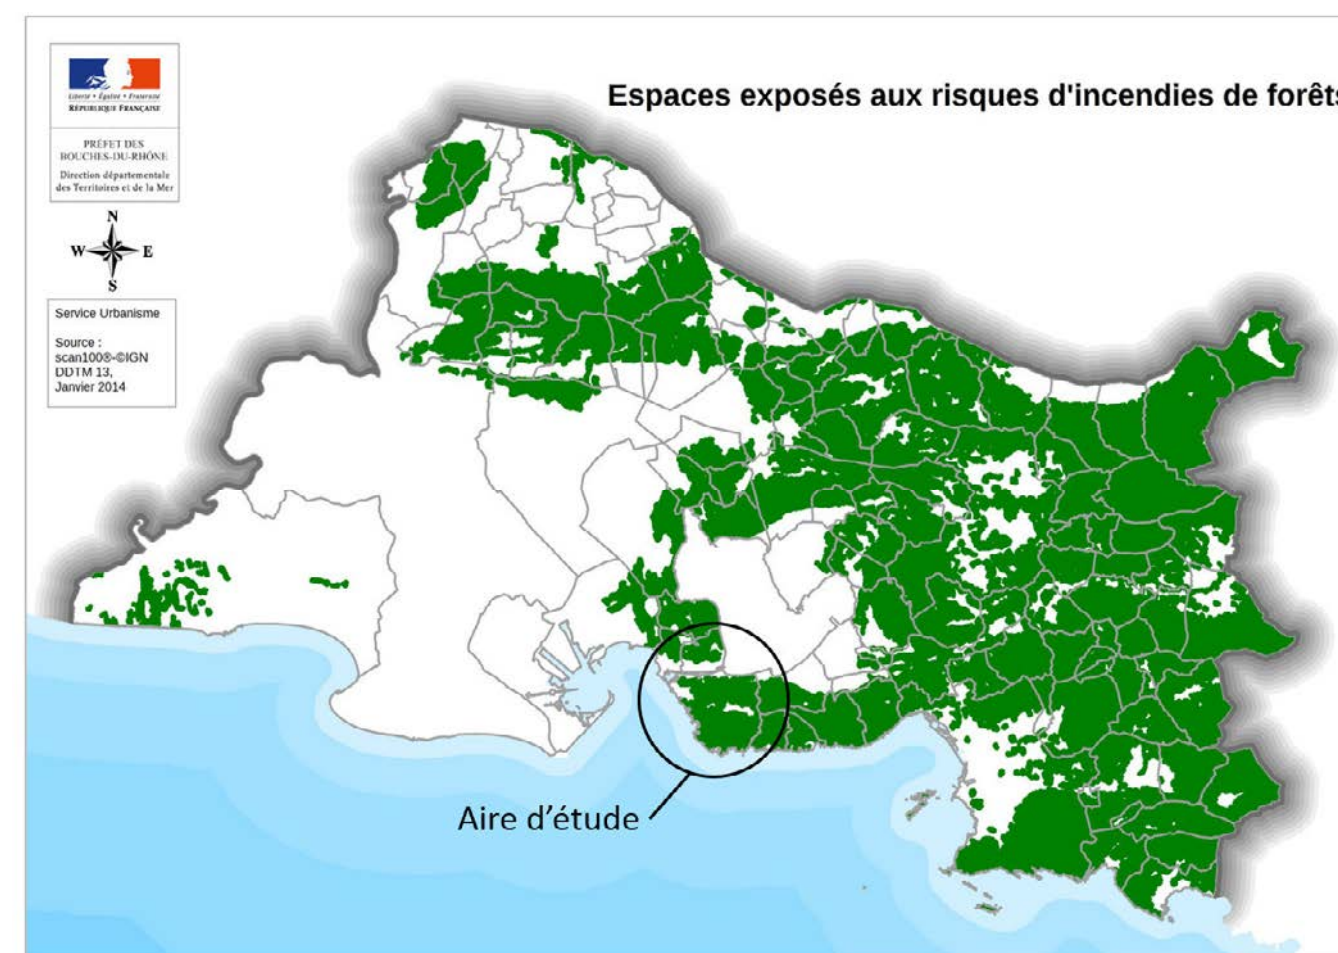 Liberté • Égalité • Fraternité
RÉPUBLIQUE FRANÇAISE
PRÉFET DES
BOUCHES-DU-RHÔNE
Direction départementale
des Territoires et de la Mer
Espaces exposés aux risques d'incendies de forêts
N
W E
S
Service Urbanisme
Source :
scan100®-©IGN
DDTM 13,
Janvier 2014
Aire d'étude